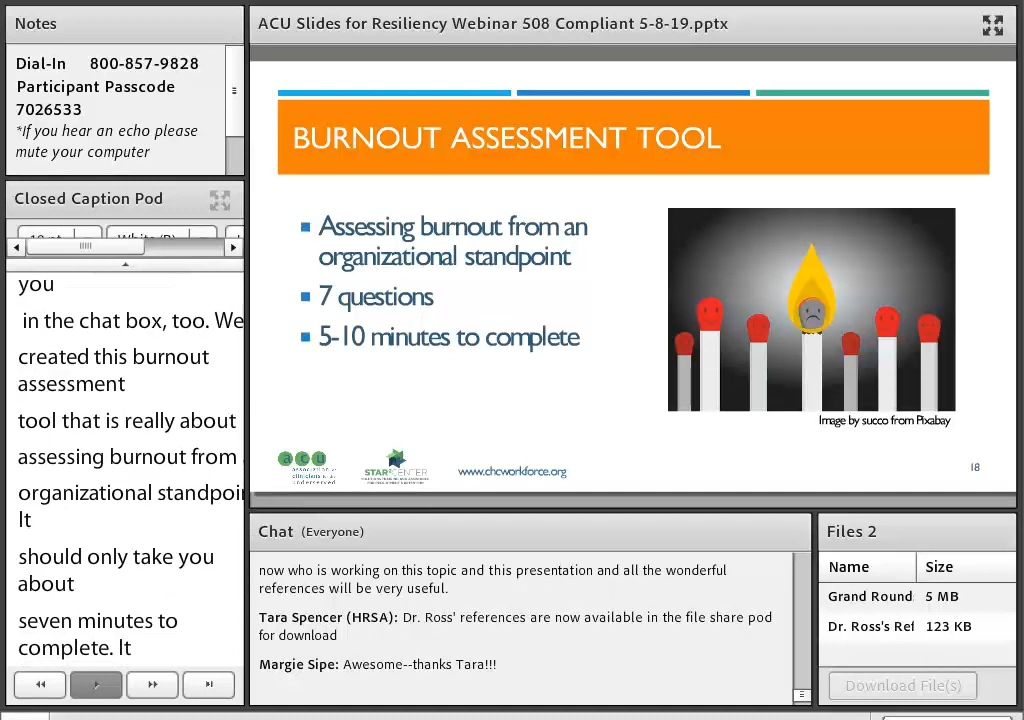 Notes
Dial-In 800-857-9828
Participant Passcode
7026533
*If you hear an echo please
mute your computer
Closed Caption Pod
you
in the chat box, too. We
created this burnout
assessment
tool that is really about
assessing burnout from
organizational standpoin
It
should only take you
about
seven minutes to
complete. It
ACU Slides for Resiliency Webinar 508 Compliant 5-8-19.pptx
BURNOUT ASSESSMENT TOOL
Assessing burnout from an
organizational standpoint
7 questions
5-10 minutes to complete
Image by succo from Pixabay
acu
STAR² CENTER
www.chcworkforce.org
18
Chat (Everyone)
now who is working on this topic and this presentation and all the wonderful
references will be very useful.
Tara Spencer (HRSA): Dr. Ross' references are now available in the file share pod
for download
Margie Sipe: Awesome--thanks Tara!!!
Files 2
Name Size
Grand Round 5 MB
Dr. Ross's Ref 123 KB
Download File(s)